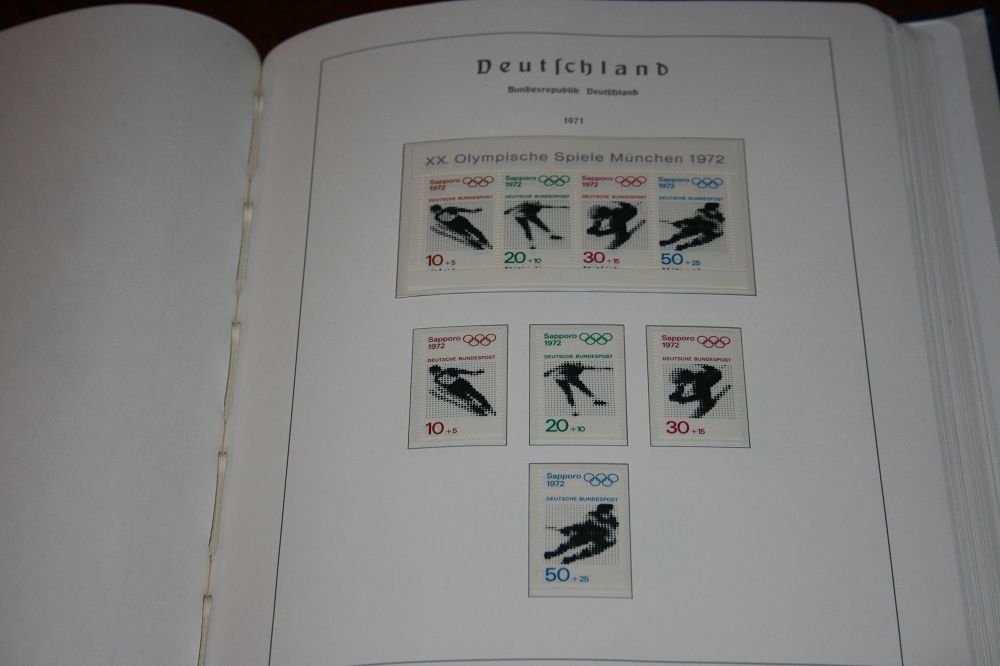 Deutſchland
Bundesrepublik Deutſchland
1971
XX. Olympische Spiele München 1972
Sapporo 1972
DEUTSCHE BUNDESPOST
10+5
Sapporo 1972
DEUTSCHE BUNDESPOST
20+10
Sapporo 1972
DEUTSCHE BUNDESPOST
30+15
Sapporo 1972
DEUTSCHE BUNDESPOST
50+25
Sapporo
1972
DEUTSCHE BUNDESPOST
10+5
Sapporo
1972
DEUTSCHE BUNDESPOST
20+10
Sapporo
1972
DEUTSCHE BUNDESPOST
30+15
Sapporo
1972
DEUTSCHE BUNDESPOST
50+25